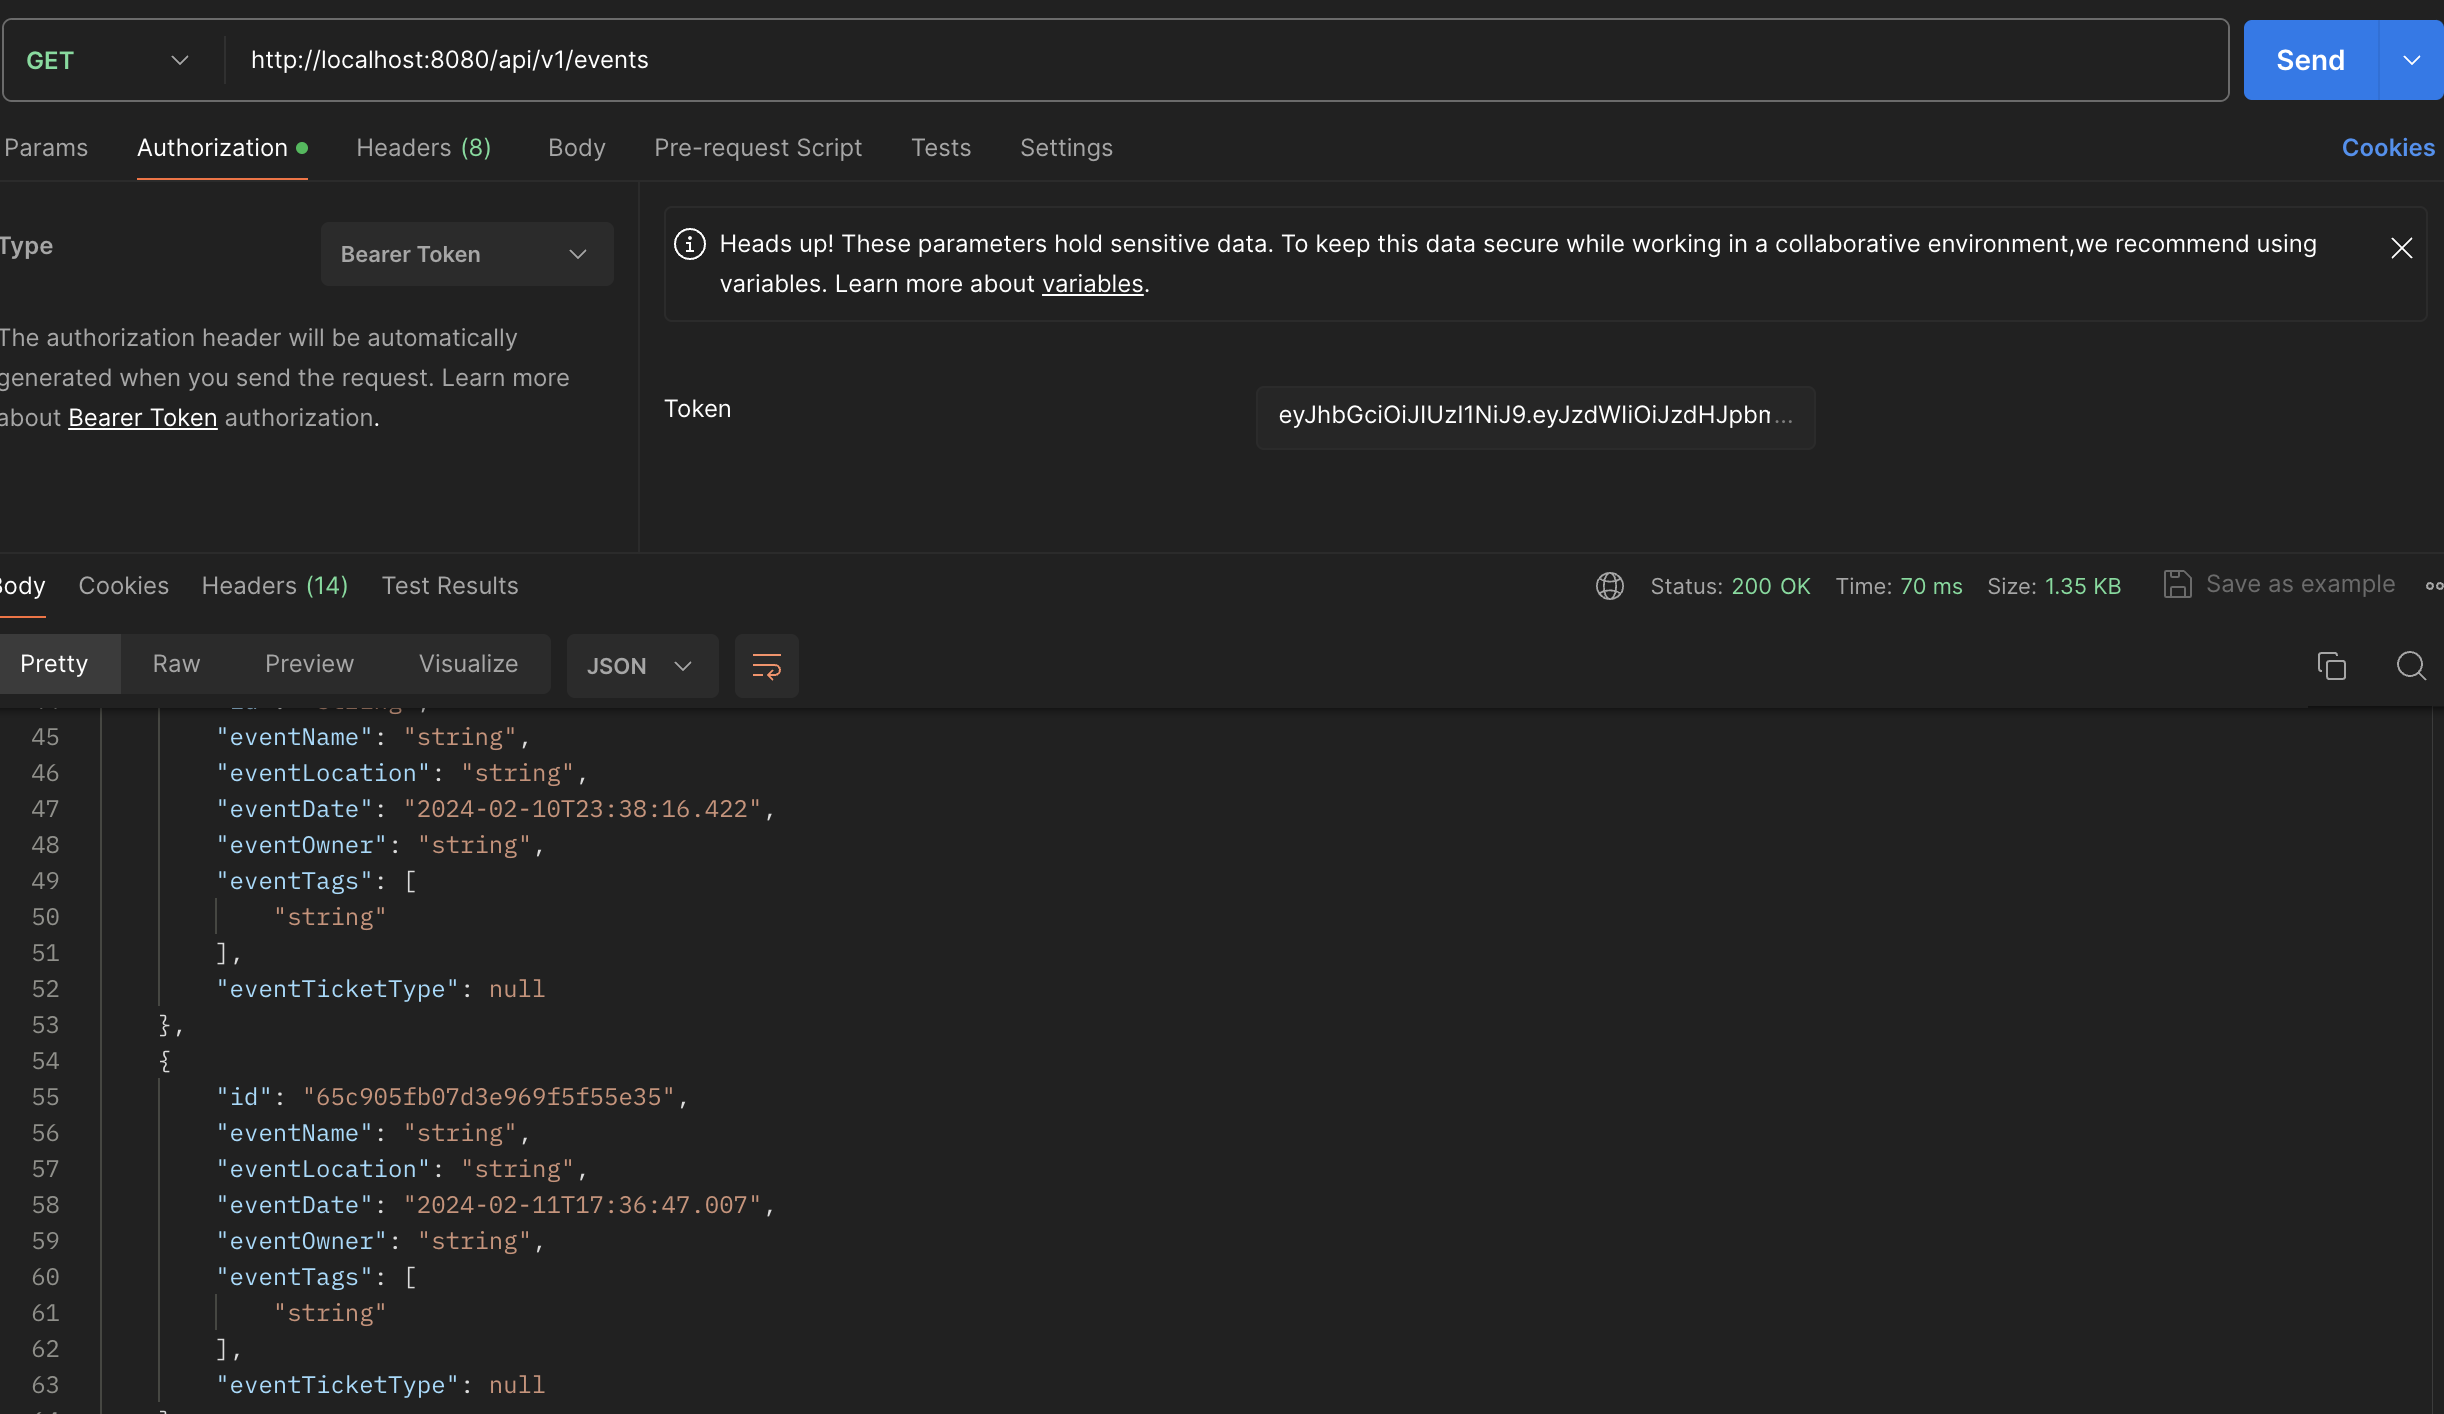 GET http://localhost:8080/api/v1/events Send
Params Authorization Headers (8) Body Pre-request Script Tests Settings Cookies
Type Bearer Token
The authorization header will be automatically
generated when you send the request. Learn more
about Bearer Token authorization.
Heads up! These parameters hold sensitive data. To keep this data secure while working in a collaborative environment,we recommend using
variables. Learn more about variables.
Token eyJhbGciOiJIUzI1NiJ9.eyJzdWIiOiJzdHJpbm...
Body Cookies Headers (14) Test Results Status: 200 OK Time: 70 ms Size: 1.35 KB Save as example
Pretty Raw Preview Visualize JSON
45 "eventName": "string",
46 "eventLocation": "string",
47 "eventDate": "2024-02-10T23:38:16.422",
48 "eventOwner": "string",
49 "eventTags": [
50 "string"
51 ],
52 "eventTicketType": null
53 },
54 {
55 "id": "65c905fb07d3e969f5f55e35",
56 "eventName": "string",
57 "eventLocation": "string",
58 "eventDate": "2024-02-11T17:36:47.007",
59 "eventOwner": "string",
60 "eventTags": [
61 "string"
62 ],
63 "eventTicketType": null